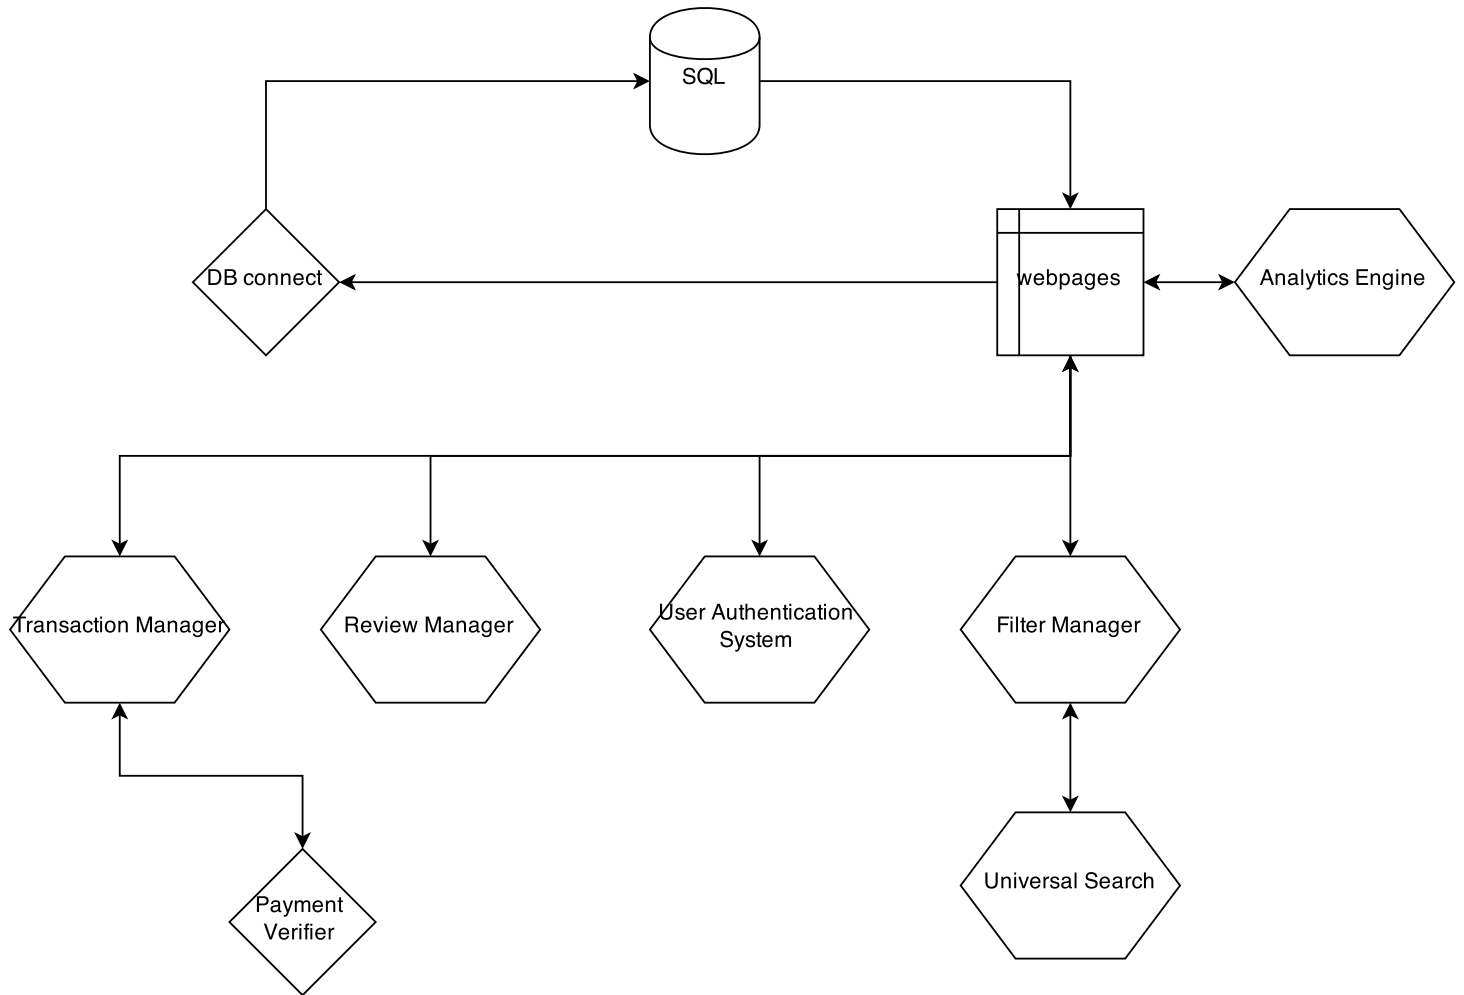 SQL
DB connect
webpages
Analytics Engine
Transaction Manager
Review Manager
User Authentication
System
Filter Manager
Payment
Verifier
Universal Search